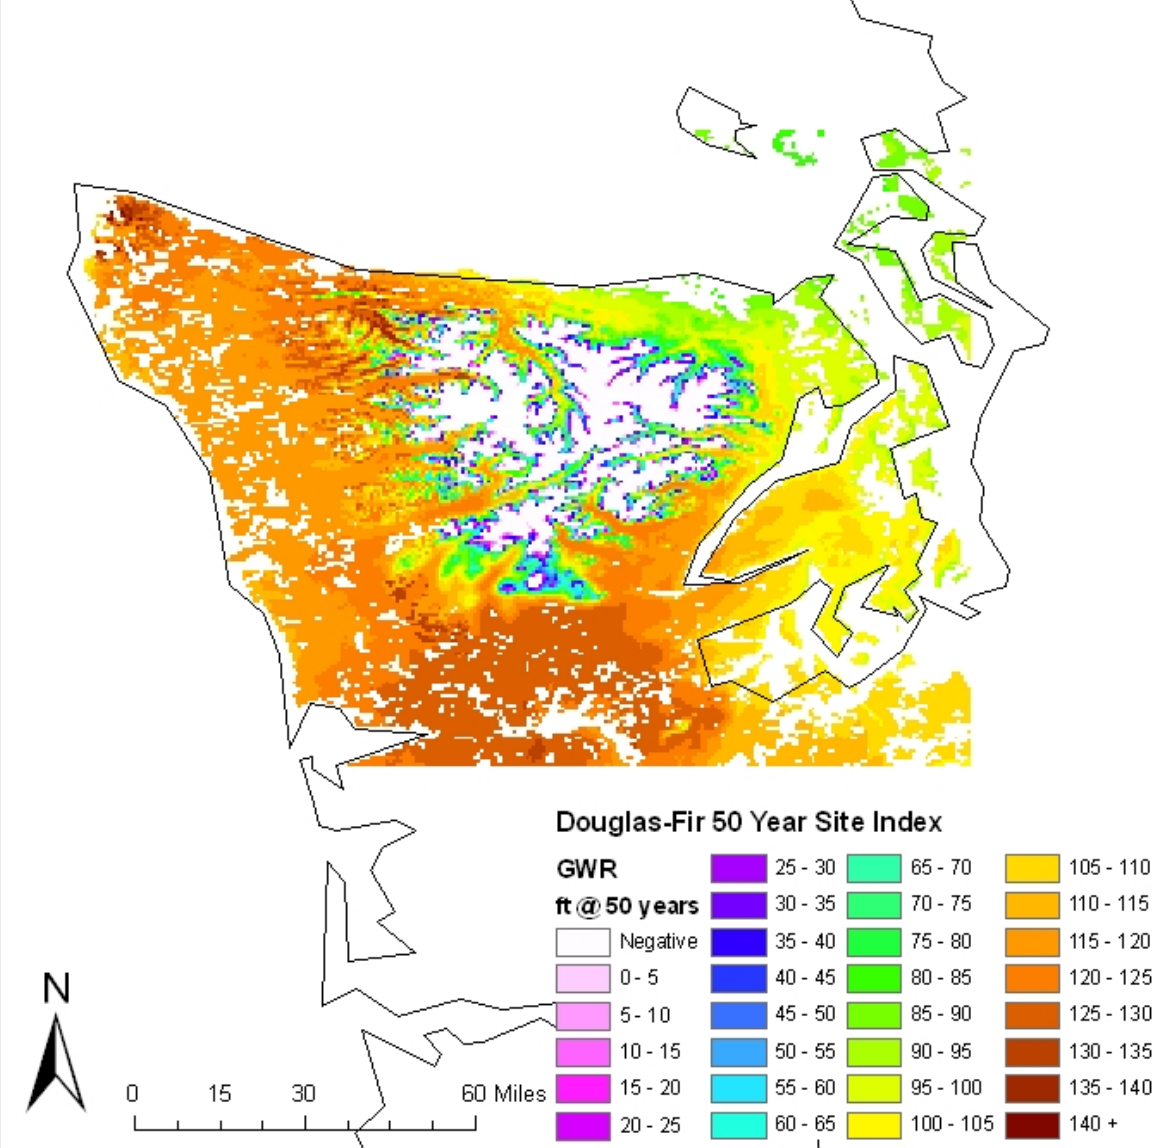 N
0 15 30 60 Miles
Douglas-Fir 50 Year Site Index
GWR
ft @ 50 years
Negative
0 - 5
5 - 10
10 - 15
15 - 20
20 - 25
25 - 30
30 - 35
35 - 40
40 - 45
45 - 50
50 - 55
55 - 60
60 - 65
65 - 70
70 - 75
75 - 80
80 - 85
85 - 90
90 - 95
95 - 100
100 - 105
105 - 110
110 - 115
115 - 120
120 - 125
125 - 130
130 - 135
135 - 140
140 +